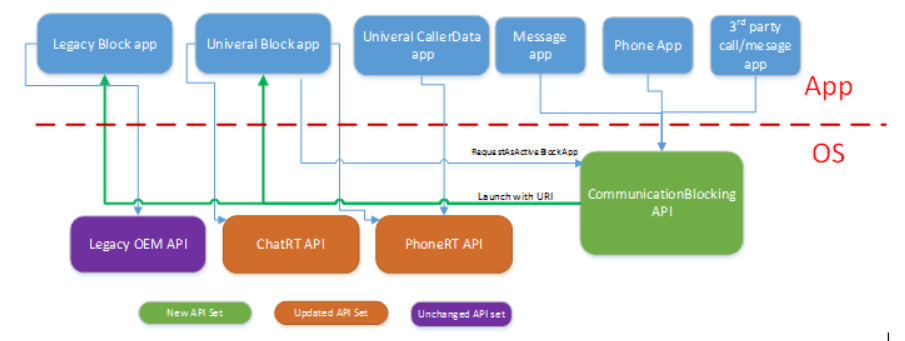 Legacy Block app
Univeral Block app
Univeral CallerData
app
Message
app
Phone App
3rd party
call/mesage
app
App
OS
RequestAsActiveBlockApp
Launch with URI
CommunicationBlocking
API
Legacy OEM API
ChatRT API
PhoneRT API
New API Set
Updated API Set
Unchanged API set